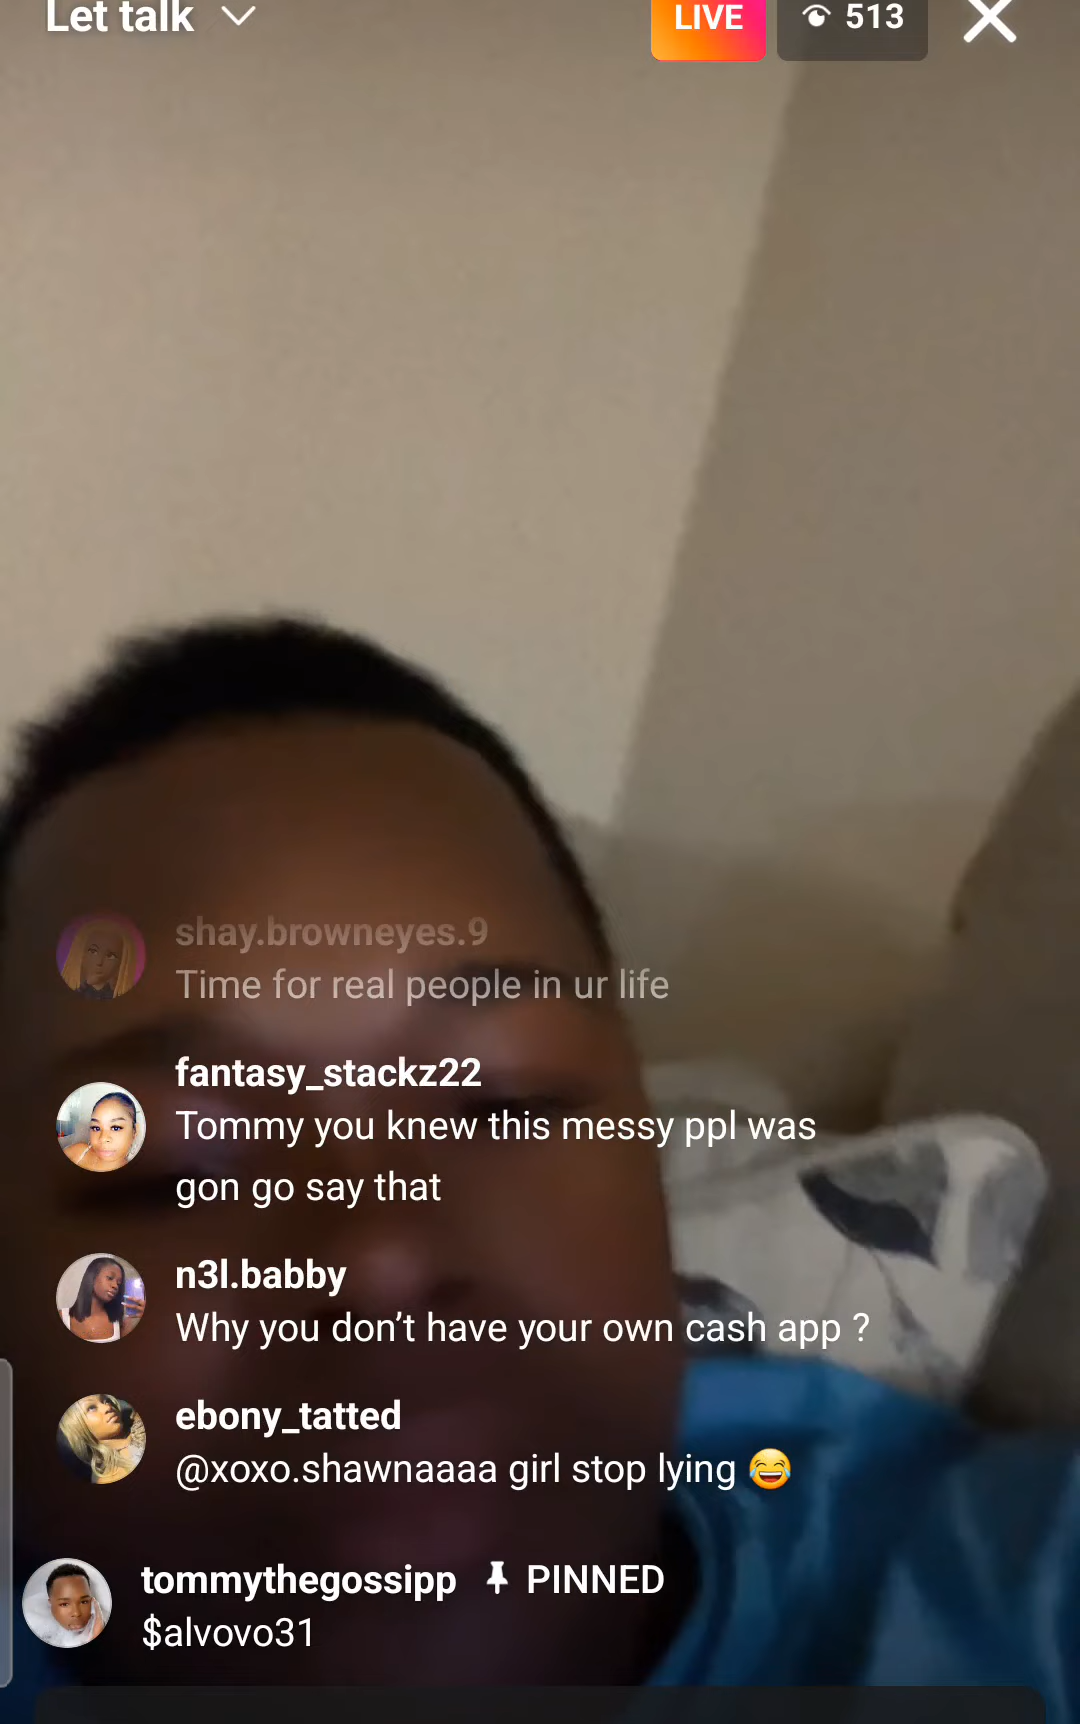 Let talk
LIVE
513
shay.browneyes.9
Time for real people in ur life
fantasy_stackz22
Tommy you knew this messy ppl was
gon go say that
n3l.babby
Why you don’t have your own cash app ?
ebony_tatted
@xoxo.shawnaaaa girl stop lying 😂
tommythegossipp 📌 PINNED
$alvovo31